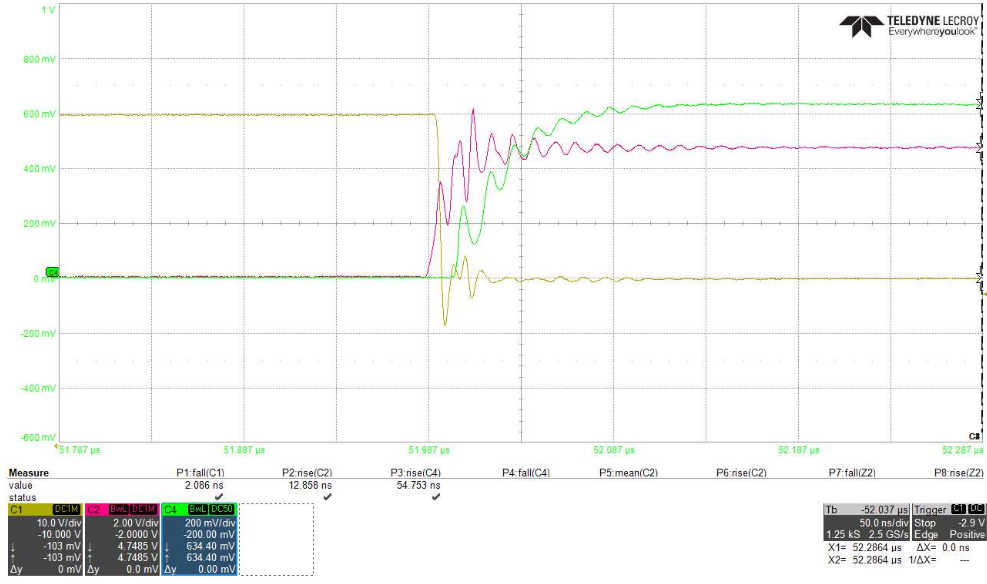 1 V
TELEDYNE LECROY
Everywhereyoulook™
800 mV
600 mV
400 mV
200 mV
C4
0 mV
-200 mV
-400 mV
-600 mV
51.787 µs 51.887 µs 51.987 µs 52.087 µs 52.187 µs 52.287 µs
Measure P1:fall(C1) P2:rise(C2) P3:rise(C4) P4:fall(C4) P5:mean(C2) P6:rise(C2) P7:fall(Z2) P8:rise(Z2)
value 2.086 ns 12.858 ns 54.753 ns
status ✓ ✓ ✓
C1 DC1M C2 BwL DC1M C4 BwL DC50 Tb -52.037 µs Trigger C1 DC
10.0 V/div 2.00 V/div 200 mV/div 50.0 ns/div Stop -2.9 V
-10.000 V -2.0000 V -200.00 mV 1.25 kS 2.5 GS/s Edge Positive
↓ -103 mV ↓ 4.7485 V ↓ 634.40 mV X1= 52.2864 µs ΔX= 0.0 ns
↑ -103 mV ↑ 4.7485 V ↑ 634.40 mV X2= 52.2864 µs 1/ΔX= ---
Δy 0 mV Δy 0.0 mV Δy 0.00 mV